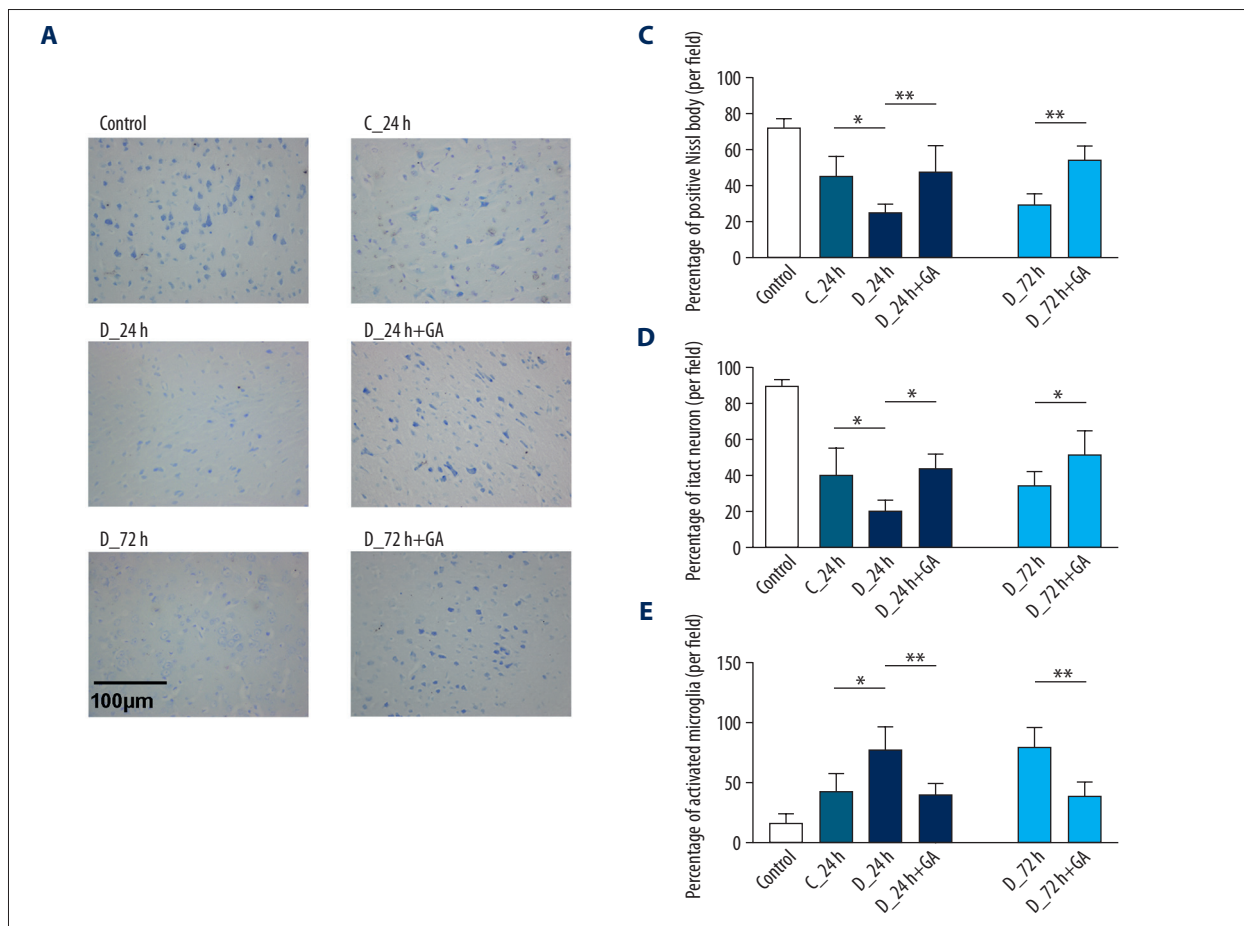 A
Control
C_24 h
D_24 h
D_24 h+GA
D_72 h
D_72 h+GA
100µm
C
Percentage of positive Nissl body (per field)
100
80
60
40
20
0
*
**
**
Control
C_24 h
D_24 h
D_24 h+GA
D_72 h
D_72 h+GA
D
Percentage of itact neuron (per field)
100
80
60
40
20
0
*
*
*
Control
C_24 h
D_24 h
D_24 h+GA
D_72 h
D_72 h+GA
E
Percentage of activated microglia (per field)
150
100
50
0
*
**
**
Control
C_24 h
D_24 h
D_24 h+GA
D_72 h
D_72 h+GA